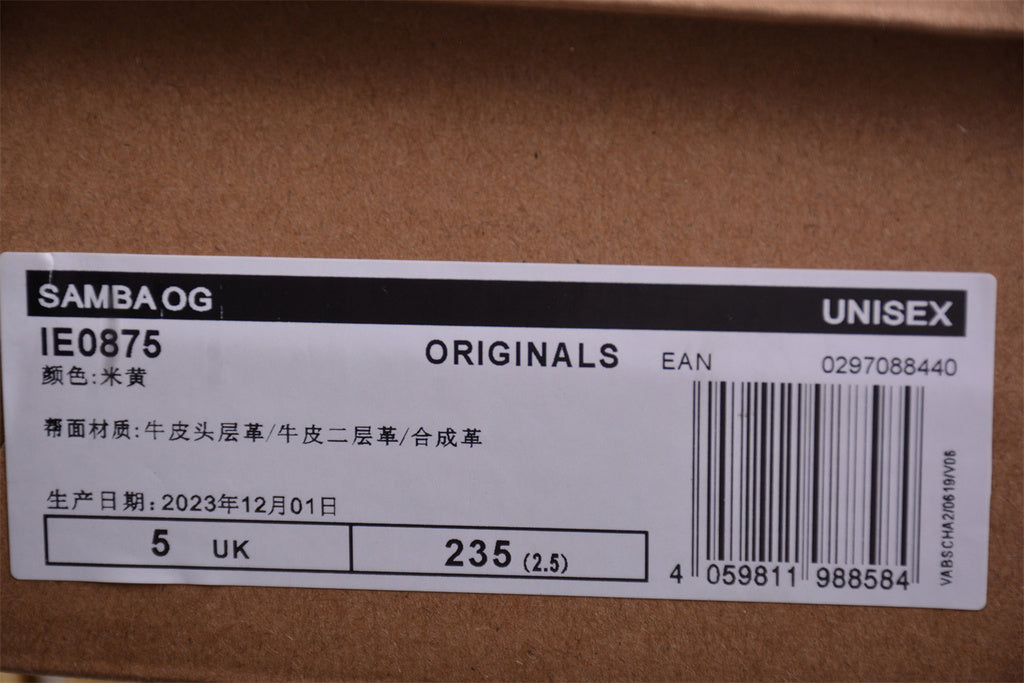 SAMBA OG UNISEX
IE0875
ORIGINALS EAN 0297088440
颜色:米黄
帮面材质:牛皮头层革/牛皮二层革/合成革
生产日期:2023年12月01日
5 UK 235 (2.5)
4 059811 988584
VABSCHA2/0619/V06